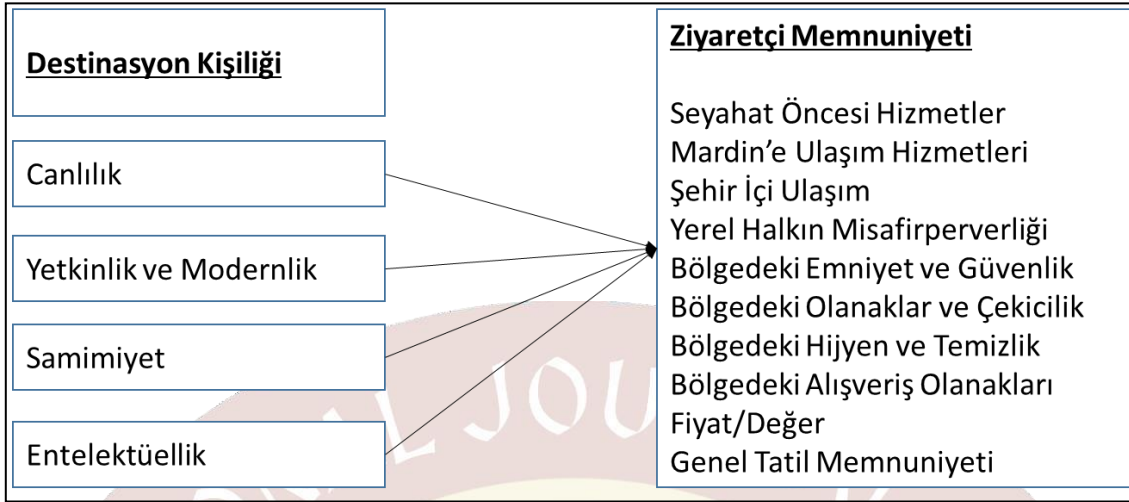 Destinasyon Kişiliği
Canlılık
Yetkinlik ve Modernlik
Samimiyet
Entelektüellik
Ziyaretçi Memnuniyeti
Seyahat Öncesi Hizmetler
Mardin’e Ulaşım Hizmetleri
Şehir İçi Ulaşım
Yerel Halkın Misafirperverliği
Bölgedeki Emniyet ve Güvenlik
Bölgedeki Olanaklar ve Çekicilik
Bölgedeki Hijyen ve Temizlik
Bölgedeki Alışveriş Olanakları
Fiyat/Değer
Genel Tatil Memnuniyeti